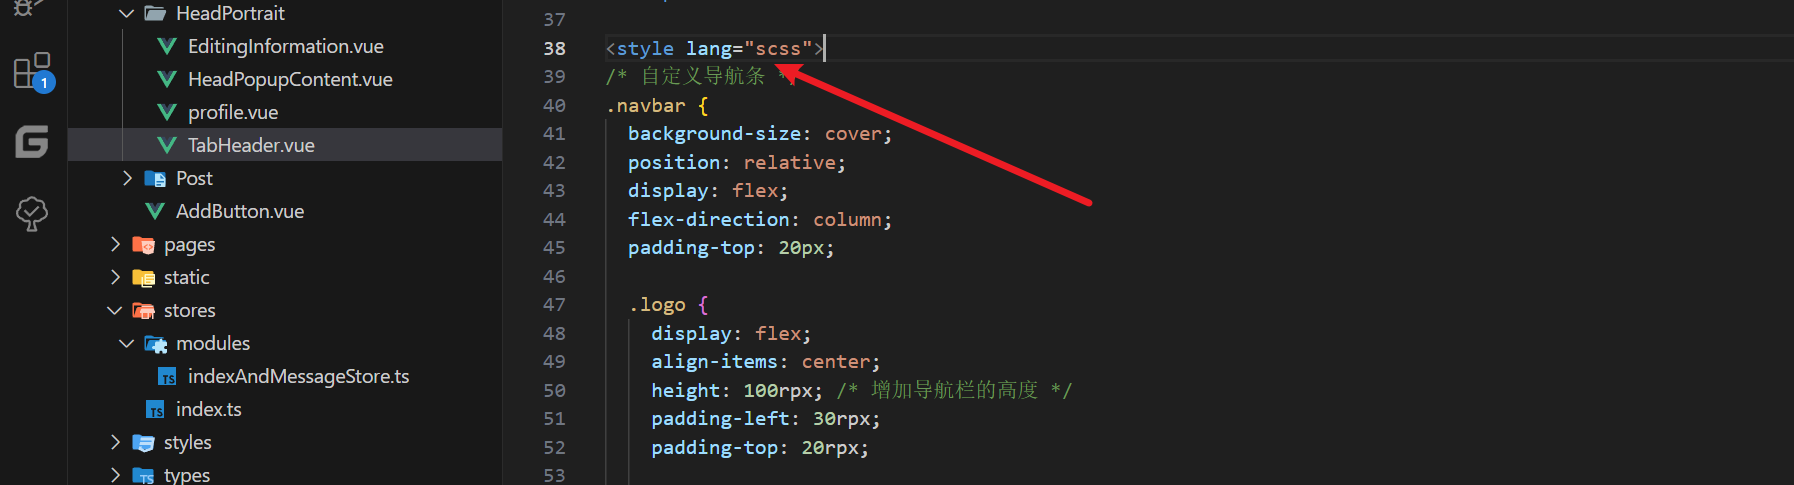 HeadPortrait
EditingInformation.vue
HeadPopupContent.vue
profile.vue
TabHeader.vue
Post
AddButton.vue
pages
static
stores
modules
TS indexAndMessageStore.ts
TS index.ts
styles
TS types
1
37
38 <style lang="scss">
39 /* 自定义导航条 */
40 .navbar {
41 background-size: cover;
42 position: relative;
43 display: flex;
44 flex-direction: column;
45 padding-top: 20px;
46
47 .logo {
48 display: flex;
49 align-items: center;
50 height: 100rpx; /* 增加导航栏的高度 */
51 padding-left: 30rpx;
52 padding-top: 20rpx;
53